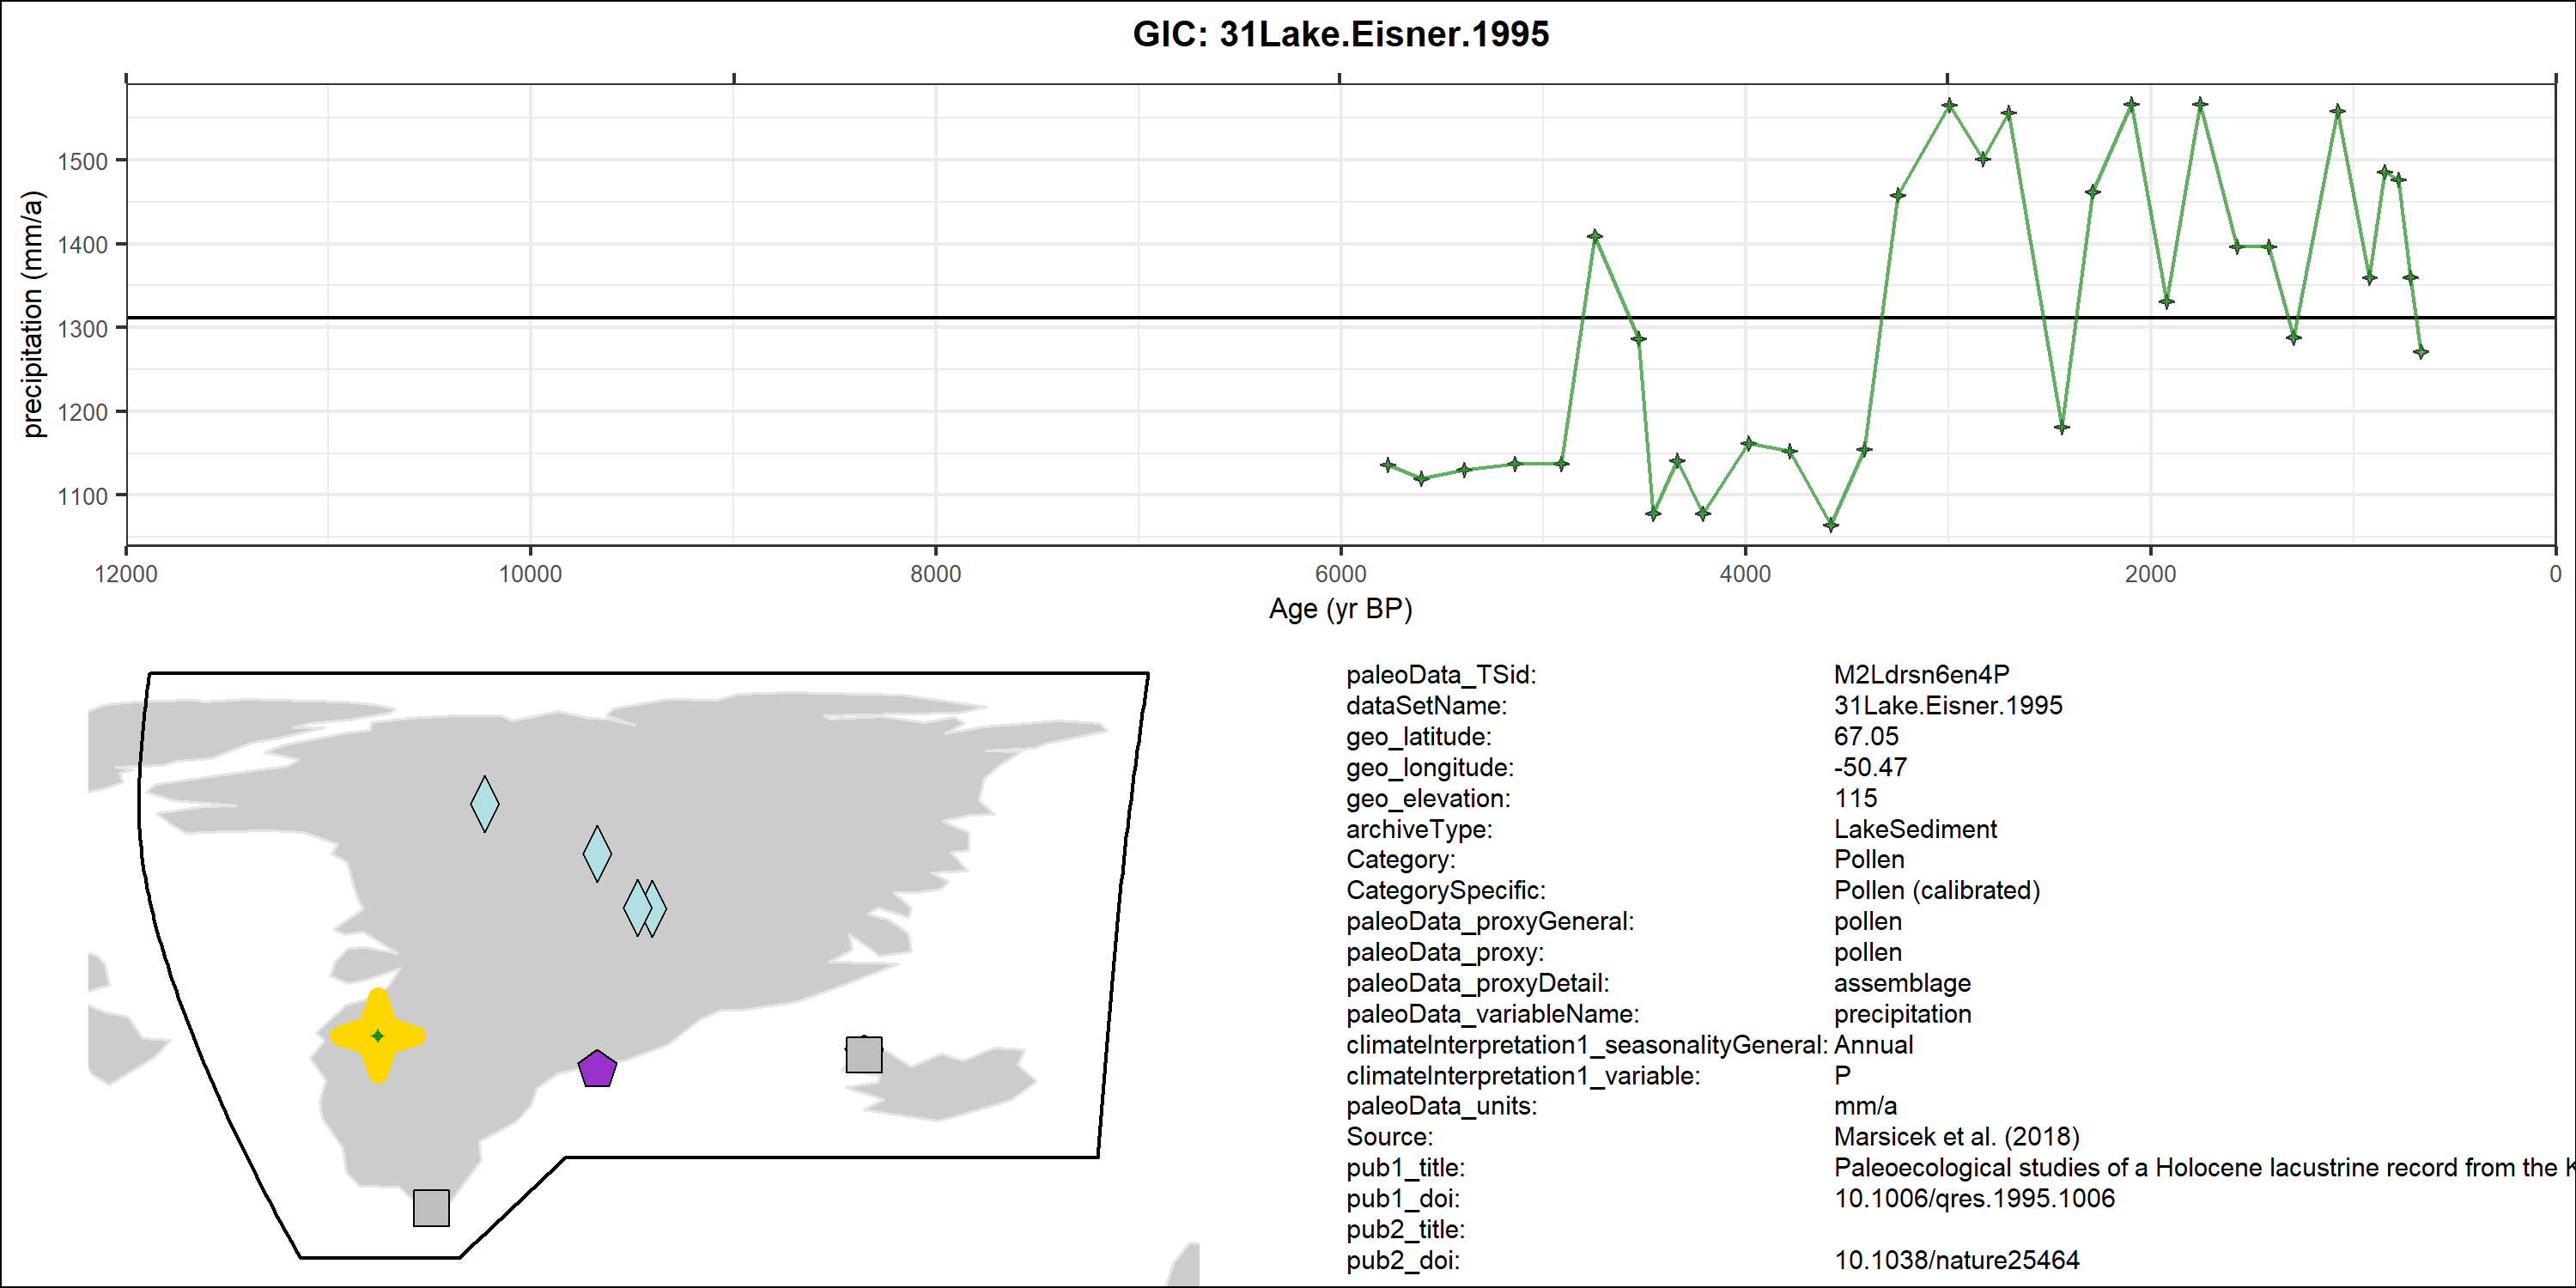 GIC: 31Lake.Eisner.1995
precipitation (mm/a)
1500
1400
1300
1200
1100
12000 10000 8000 6000 4000 2000 0
Age (yr BP)
paleoData_TSid: M2Ldrsn6en4P
dataSetName: 31Lake.Eisner.1995
geo_latitude: 67.05
geo_longitude: -50.47
geo_elevation: 115
archiveType: LakeSediment
Category: Pollen
CategorySpecific: Pollen (calibrated)
paleoData_proxyGeneral: pollen
paleoData_proxy: pollen
paleoData_proxyDetail: assemblage
paleoData_variableName: precipitation
climateInterpretation1_seasonalityGeneral: Annual
climateInterpretation1_variable: P
paleoData_units: mm/a
Source: Marsicek et al. (2018)
pub1_title: Paleoecological studies of a Holocene lacustrine record from the K
pub1_doi: 10.1006/qres.1995.1006
pub2_title:
pub2_doi: 10.1038/nature25464